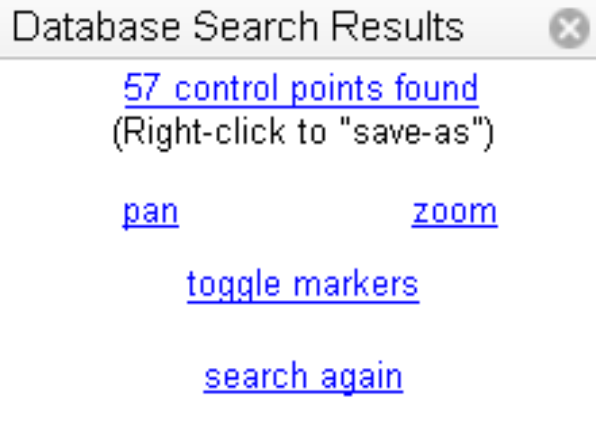 Database Search Results
57 control points found
(Right-click to "save-as")
pan zoom
toggle markers
search again